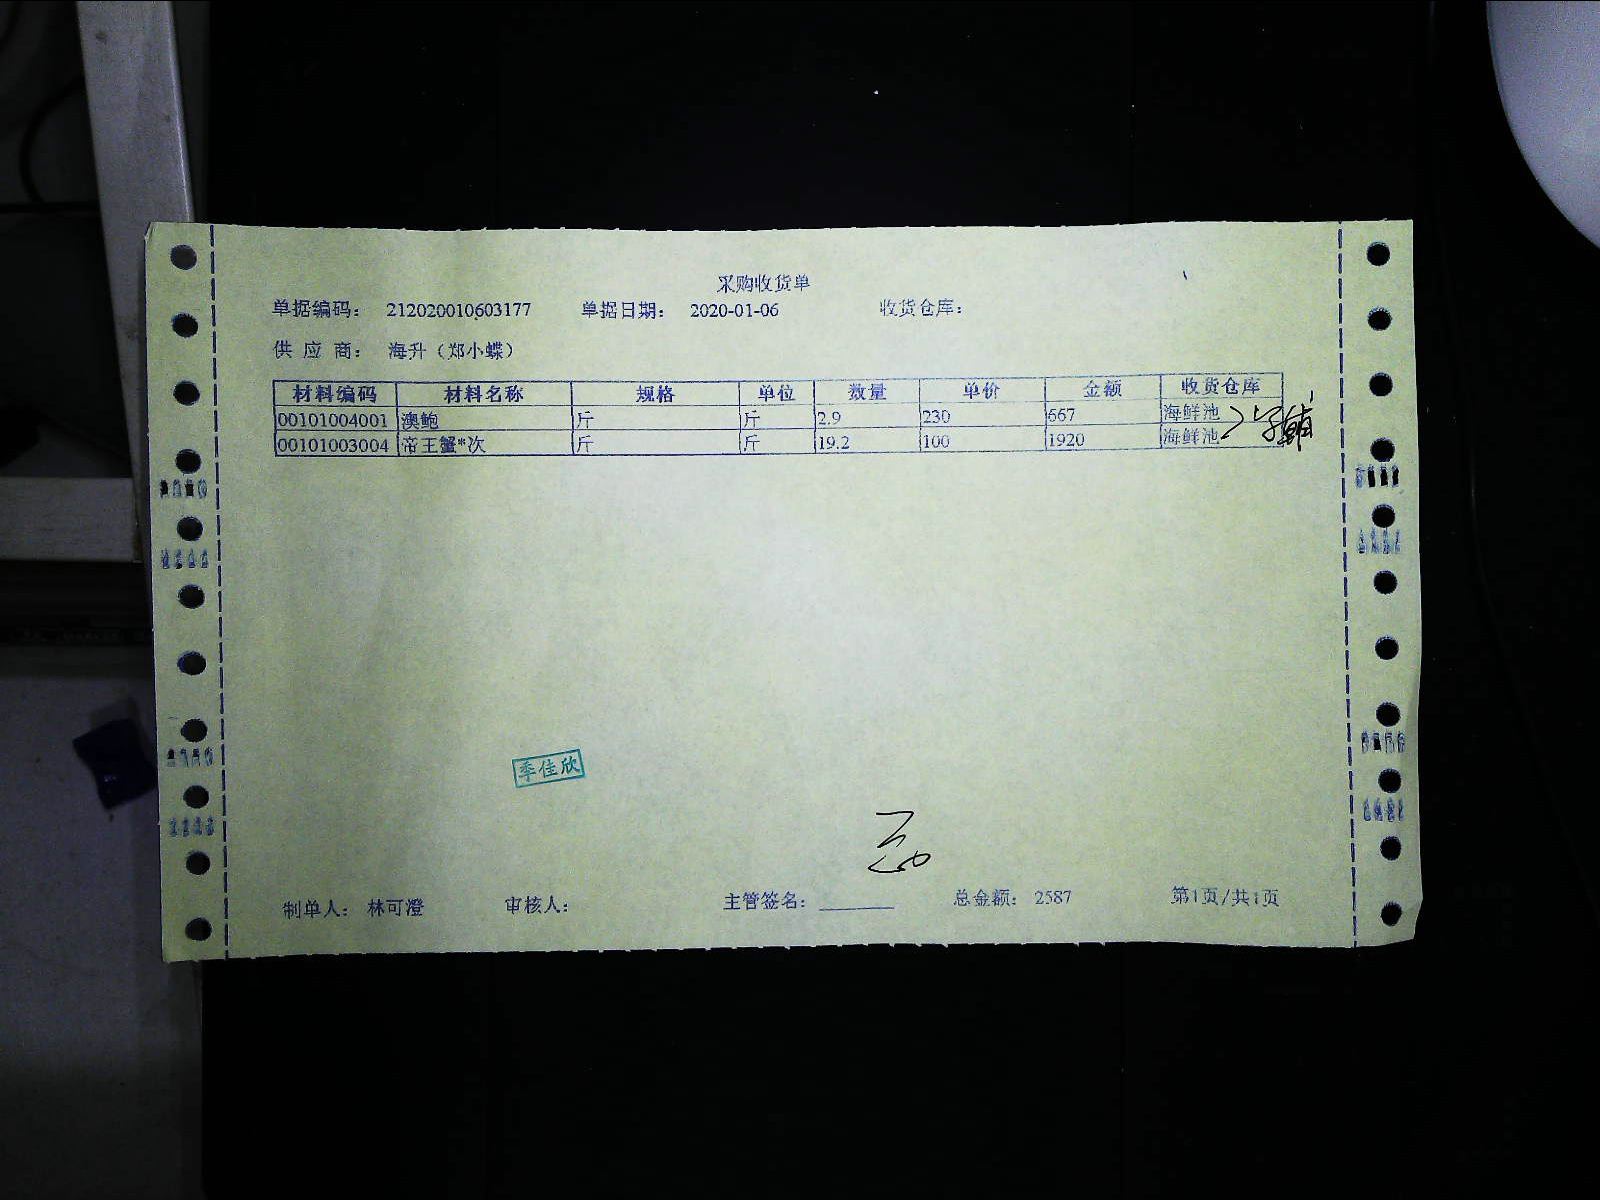 采购收货单
单据编码： 212020010603177 单据日期： 2020-01-06 收货仓库：
供 应 商： 海升（郑小蝶）
材料编码 材料名称 规格 单位 数量 单价 金额 收货仓库
00101004001 澳鲍 斤 斤 2.9 230 667 海鲜池
00101003004 帝王蟹*次 斤 斤 19.2 100 1920 海鲜池
季佳欣
制单人： 林可澄 审核人： 主管签名： ________ 总金额： 2587 第1页/共1页